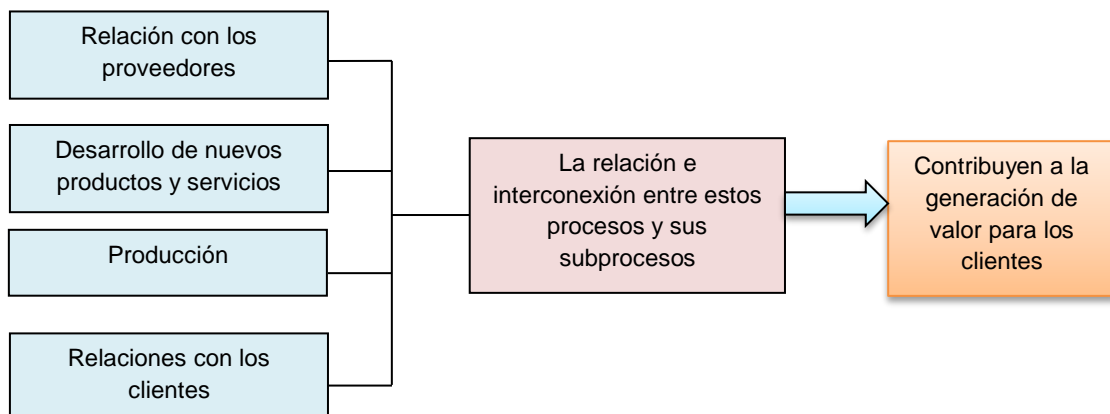 Relación con los
proveedores
Desarrollo de nuevos
productos y servicios
Producción
Relaciones con los
clientes
La relación e
interconexión entre estos
procesos y sus
subprocesos
Contribuyen a la
generación de
valor para los
clientes